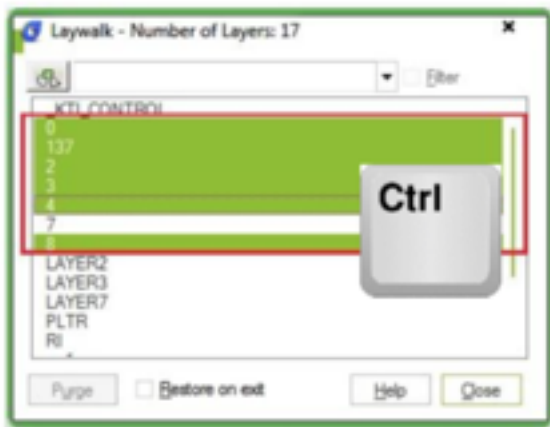 Laywalk - Number of Layers: 17
Filter
_KTI_CONTROL
0
137
2
3
4
7
8
LAYER2
LAYER3
LAYER7
PLTR
RI
Ctrl
Purge Restore on exit Help Close